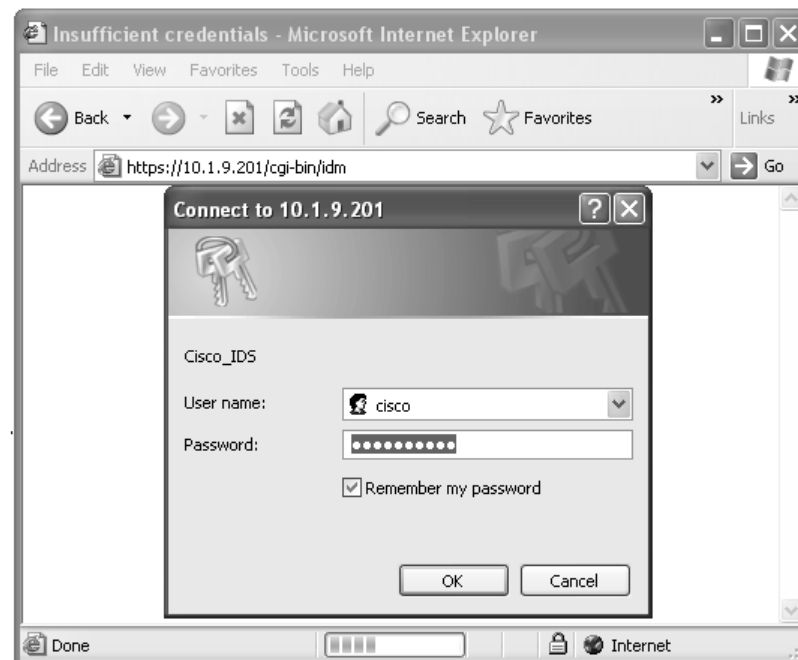 Insufficient credentials - Microsoft Internet Explorer
File Edit View Favorites Tools Help
Back Search Favorites » Links »
Address https://10.1.9.201/cgi-bin/idm Go
Connect to 10.1.9.201
Cisco_IDS
User name: cisco
Password: ●●●●●●●●●●
Remember my password
OK Cancel
Done Internet